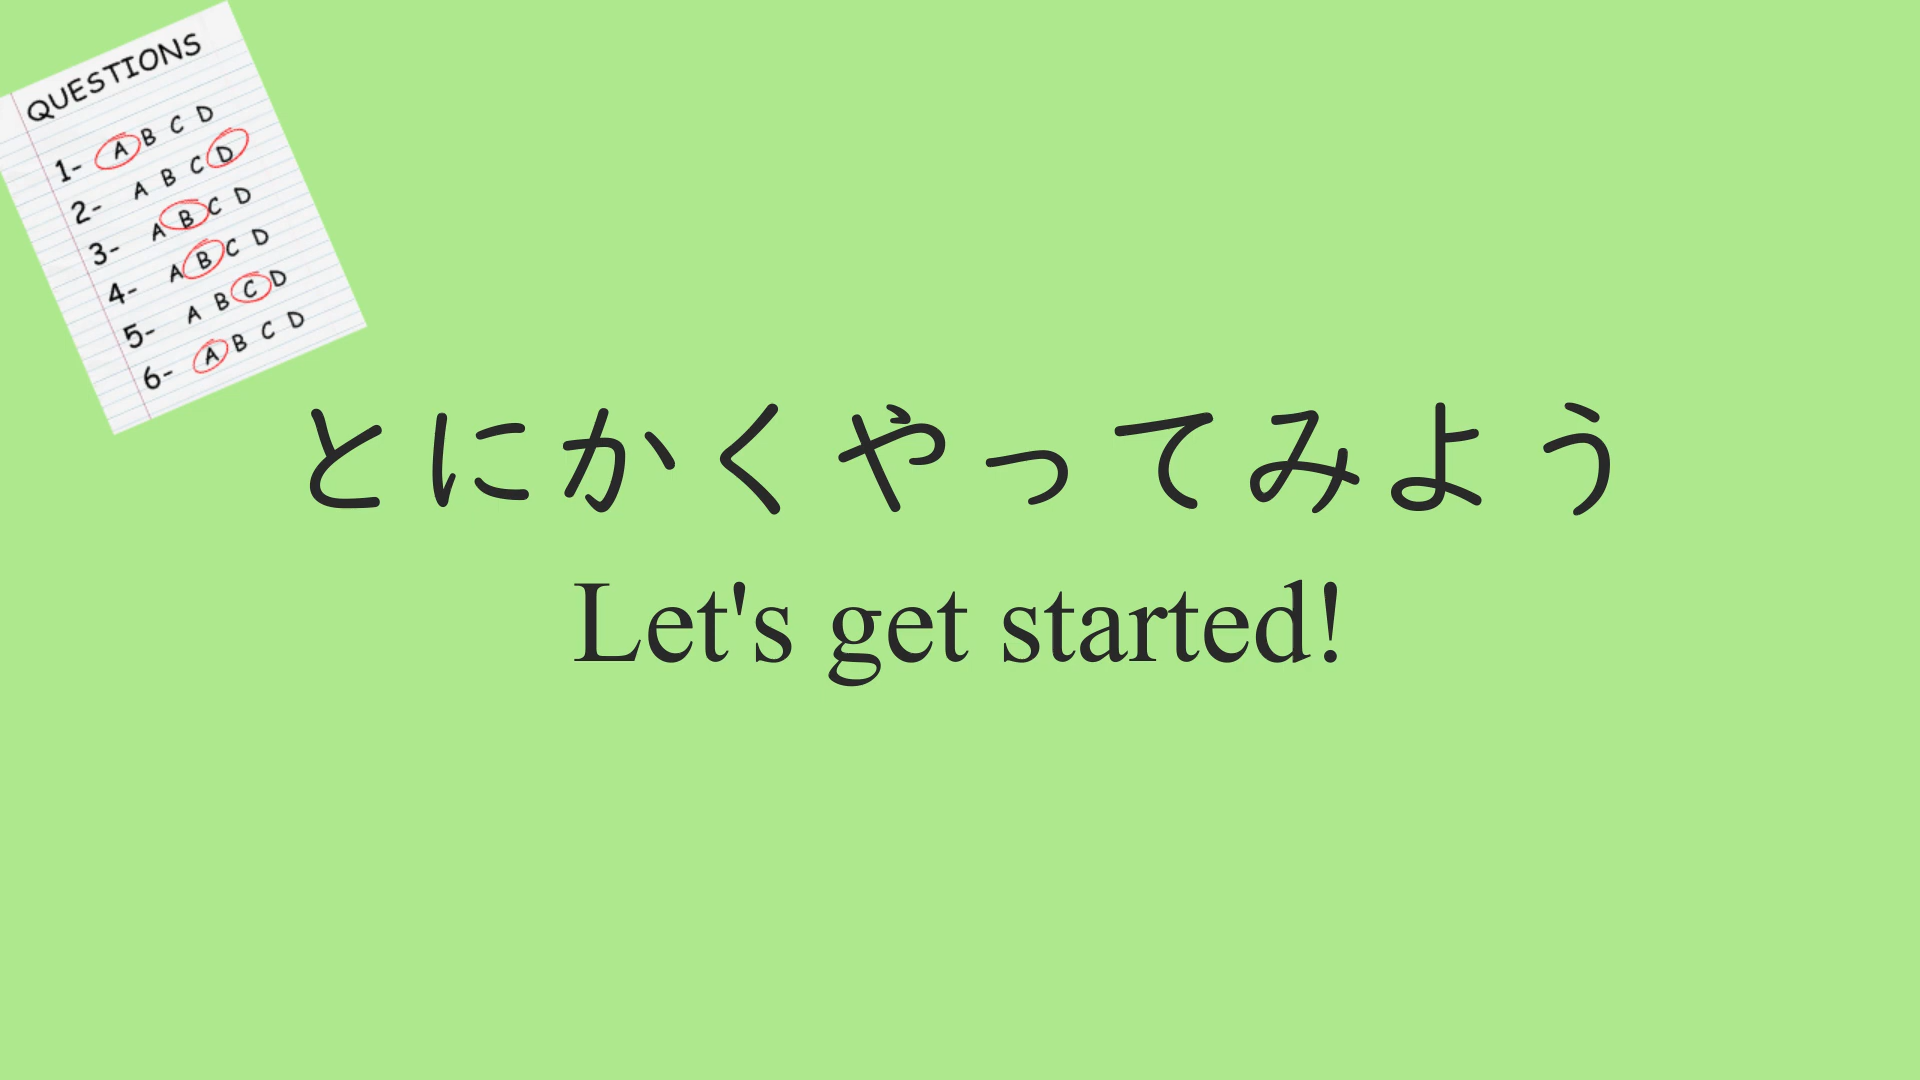 QUESTIONS
1- A B C D
2- A B C D
3- A B C D
4- A B C D
5- A B C D
6- A B C D
とにかくやってみよう
Let's get started!